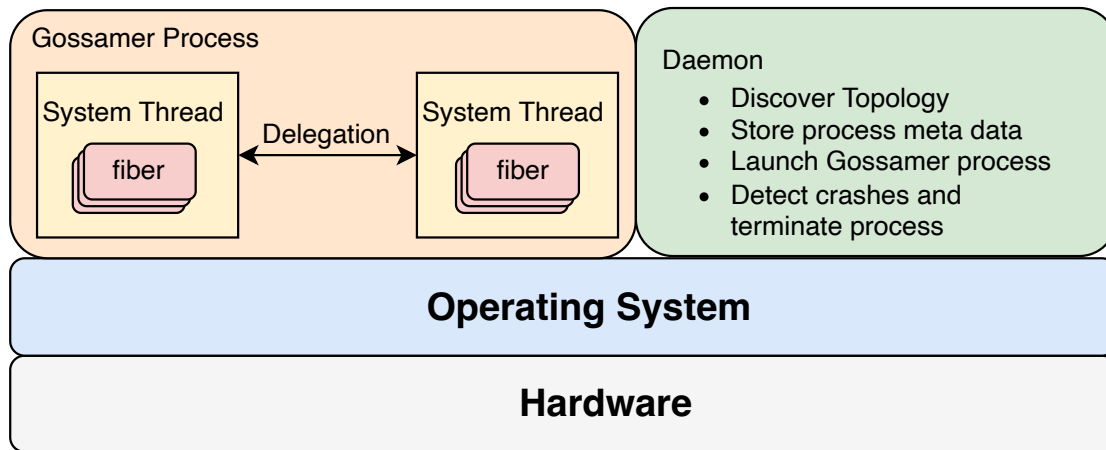 Gossamer Process
System Thread
fiber
Delegation
System Thread
fiber
Daemon
• Discover Topology
• Store process meta data
• Launch Gossamer process
• Detect crashes and
terminate process
Operating System
Hardware